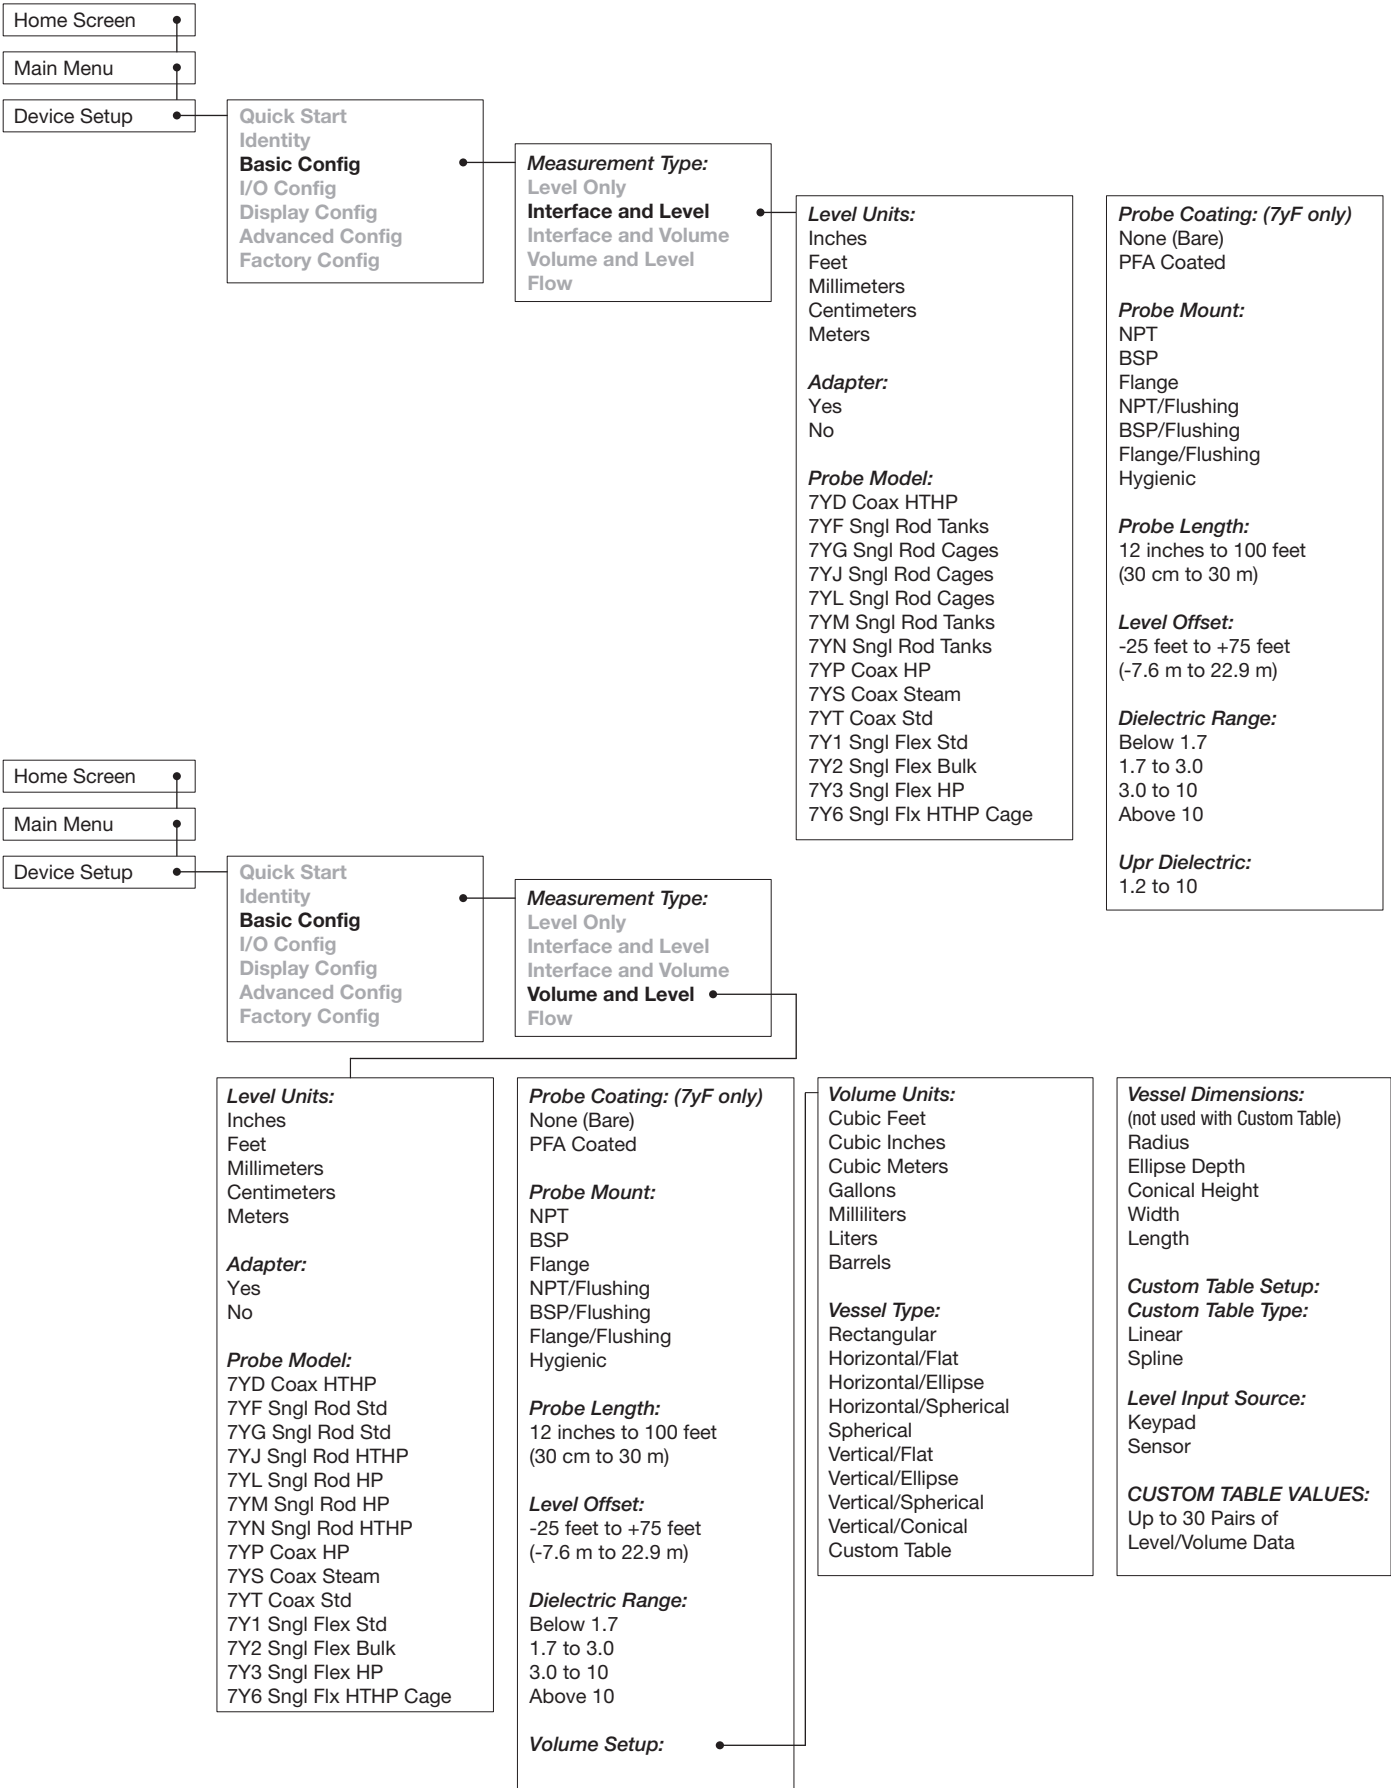 Home Screen
Main Menu
Device Setup
Quick Start
Identity
Basic Config
I/O Config
Display Config
Advanced Config
Factory Config
Measurement Type:
Level Only
Interface and Level
Interface and Volume
Volume and Level
Flow
Level Units:
Inches
Feet
Millimeters
Centimeters
Meters
Adapter:
Yes
No
Probe Model:
7YD Coax HTHP
7YF Sngl Rod Tanks
7YG Sngl Rod Cages
7YJ Sngl Rod Cages
7YL Sngl Rod Cages
7YM Sngl Rod Tanks
7YN Sngl Rod Tanks
7YP Coax HP
7YS Coax Steam
7YT Coax Std
7Y1 Sngl Flex Std
7Y2 Sngl Flex Bulk
7Y3 Sngl Flex HP
7Y6 Sngl Flx HTHP Cage
Probe Coating: (7yF only)
None (Bare)
PFA Coated
Probe Mount:
NPT
BSP
Flange
NPT/Flushing
BSP/Flushing
Flange/Flushing
Hygienic
Probe Length:
12 inches to 100 feet
(30 cm to 30 m)
Level Offset:
-25 feet to +75 feet
(-7.6 m to 22.9 m)
Dielectric Range:
Below 1.7
1.7 to 3.0
3.0 to 10
Above 10
Upr Dielectric:
1.2 to 10
Home Screen
Main Menu
Device Setup
Quick Start
Identity
Basic Config
I/O Config
Display Config
Advanced Config
Factory Config
Measurement Type:
Level Only
Interface and Level
Interface and Volume
Volume and Level
Flow
Level Units:
Inches
Feet
Millimeters
Centimeters
Meters
Adapter:
Yes
No
Probe Model:
7YD Coax HTHP
7YF Sngl Rod Std
7YG Sngl Rod Std
7YJ Sngl Rod HTHP
7YL Sngl Rod HP
7YM Sngl Rod HP
7YN Sngl Rod HTHP
7YP Coax HP
7YS Coax Steam
7YT Coax Std
7Y1 Sngl Flex Std
7Y2 Sngl Flex Bulk
7Y3 Sngl Flex HP
7Y6 Sngl Flx HTHP Cage
Probe Coating: (7yF only)
None (Bare)
PFA Coated
Probe Mount:
NPT
BSP
Flange
NPT/Flushing
BSP/Flushing
Flange/Flushing
Hygienic
Probe Length:
12 inches to 100 feet
(30 cm to 30 m)
Level Offset:
-25 feet to +75 feet
(-7.6 m to 22.9 m)
Dielectric Range:
Below 1.7
1.7 to 3.0
3.0 to 10
Above 10
Volume Setup:
Volume Units:
Cubic Feet
Cubic Inches
Cubic Meters
Gallons
Milliliters
Liters
Barrels
Vessel Type:
Rectangular
Horizontal/Flat
Horizontal/Ellipse
Horizontal/Spherical
Spherical
Vertical/Flat
Vertical/Ellipse
Vertical/Spherical
Vertical/Conical
Custom Table
Vessel Dimensions:
(not used with Custom Table)
Radius
Ellipse Depth
Conical Height
Width
Length
Custom Table Setup:
Custom Table Type:
Linear
Spline
Level Input Source:
Keypad
Sensor
CUSTOM TABLE VALUES:
Up to 30 Pairs of
Level/Volume Data